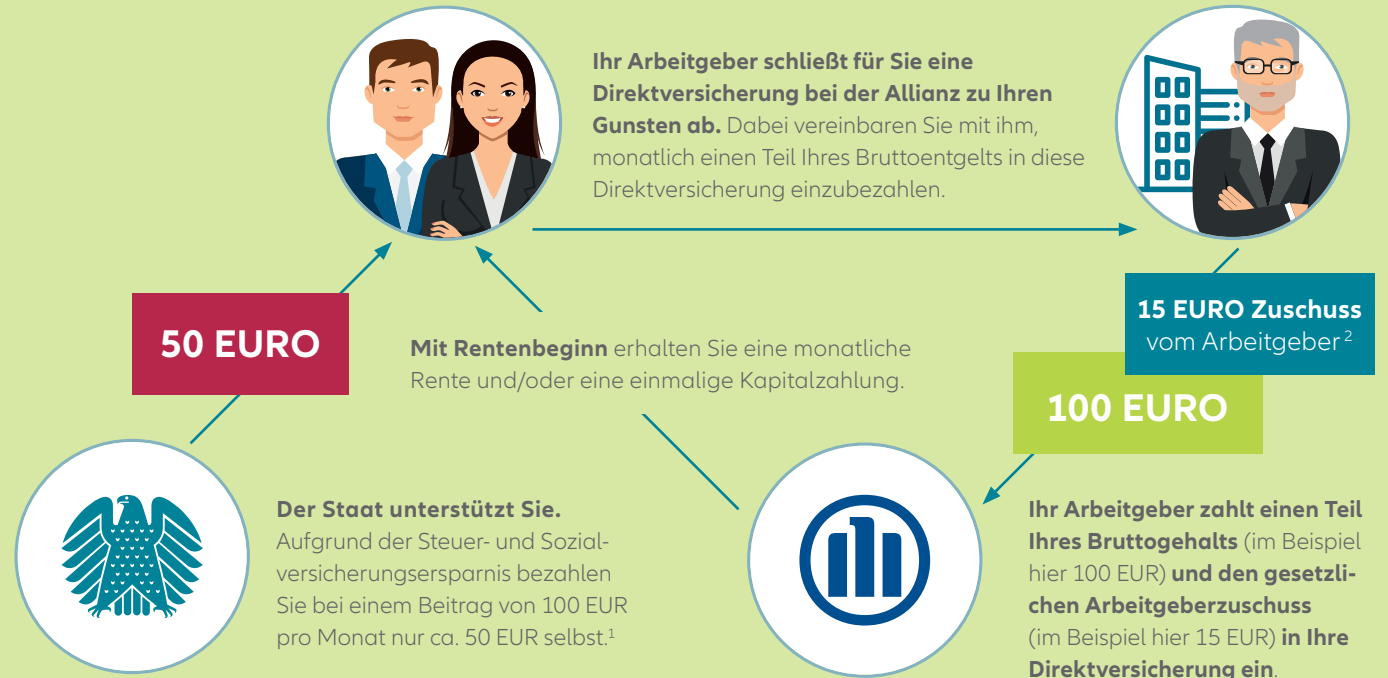 Ihr Arbeitgeber schließt für Sie eine
Direktversicherung bei der Allianz zu Ihren
Gunsten ab. Dabei vereinbaren Sie mit ihm,
monatlich einen Teil Ihres Bruttoentgelts in diese
Direktversicherung einzubezahlen.
50 EURO
Mit Rentenbeginn erhalten Sie eine monatliche
Rente und/oder eine einmalige Kapitalzahlung.
15 EURO Zuschuss
vom Arbeitgeber²
100 EURO
Der Staat unterstützt Sie.
Aufgrund der Steuer- und Sozial-
versicherungsersparnis bezahlen
Sie bei einem Beitrag von 100 EUR
pro Monat nur ca. 50 EUR selbst.¹
Ihr Arbeitgeber zahlt einen Teil
Ihres Bruttogehalts (im Beispiel
hier 100 EUR) und den gesetzli-
chen Arbeitgeberzuschuss
(im Beispiel hier 15 EUR) in Ihre
Direktversicherung ein.